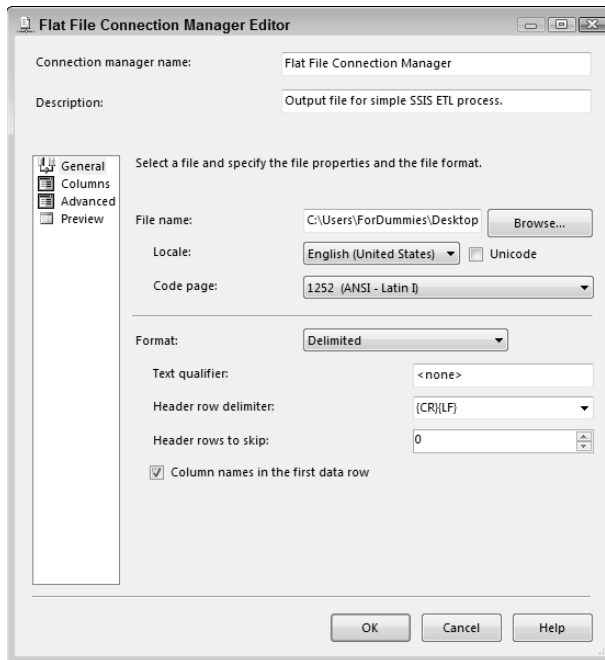 Flat File Connection Manager Editor
Connection manager name: Flat File Connection Manager
Description: Output file for simple SSIS ETL process.
General
Columns
Advanced
Preview
Select a file and specify the file properties and the file format.
File name: C:\Users\ForDummies\Desktop Browse...
Locale: English (United States) Unicode
Code page: 1252 (ANSI - Latin I)
Format: Delimited
Text qualifier: <none>
Header row delimiter: {CR}{LF}
Header rows to skip: 0
Column names in the first data row
OK Cancel Help